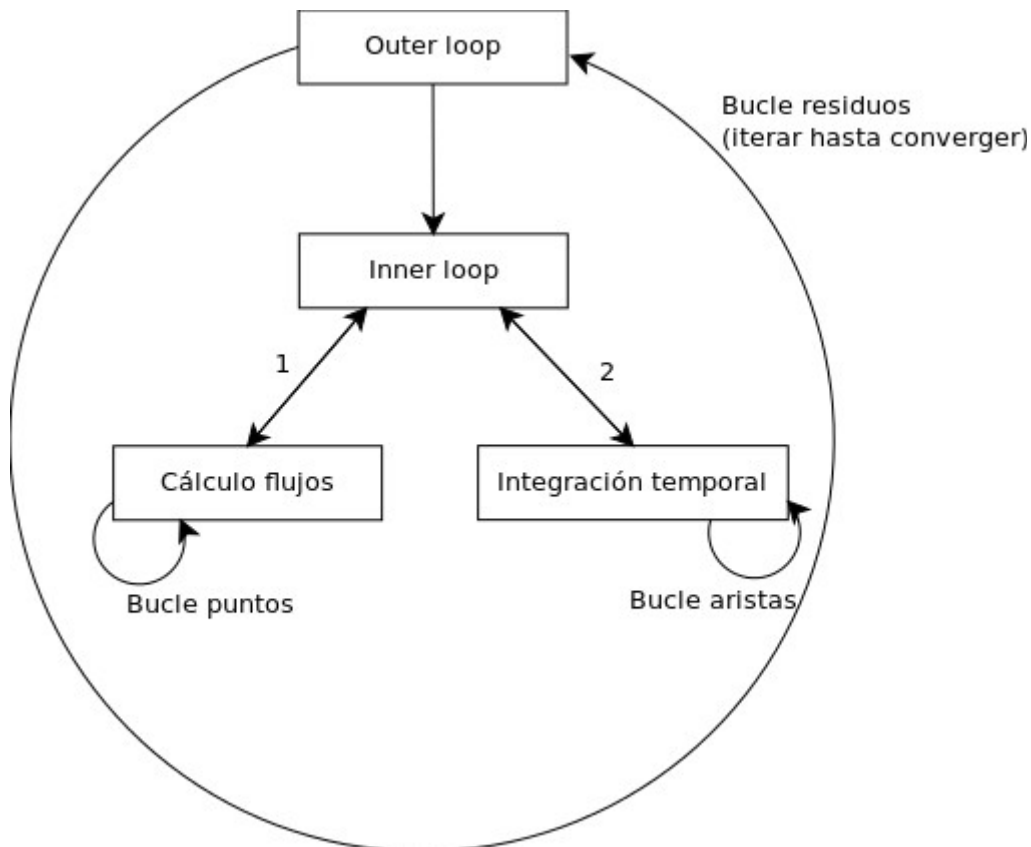 Outer loop
Bucle residuos
(iterar hasta converger)
Inner loop
1
2
Cálculo flujos
Integración temporal
Bucle puntos
Bucle aristas